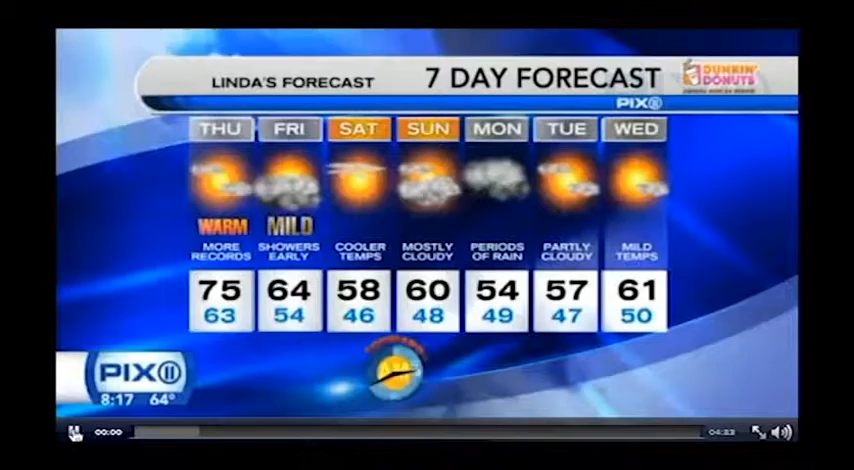 LINDA'S FORECAST 7 DAY FORECAST DUNKIN' DONUTS
PIX11
THU FRI SAT SUN MON TUE WED
WARM MILD
MORE RECORDS SHOWERS EARLY COOLER TEMPS MOSTLY CLOUDY PERIODS OF RAIN PARTLY CLOUDY MILD TEMPS
75 64 58 60 54 57 61
63 54 46 48 49 47 50
PIX11
8:17 64°
00:00 04:23